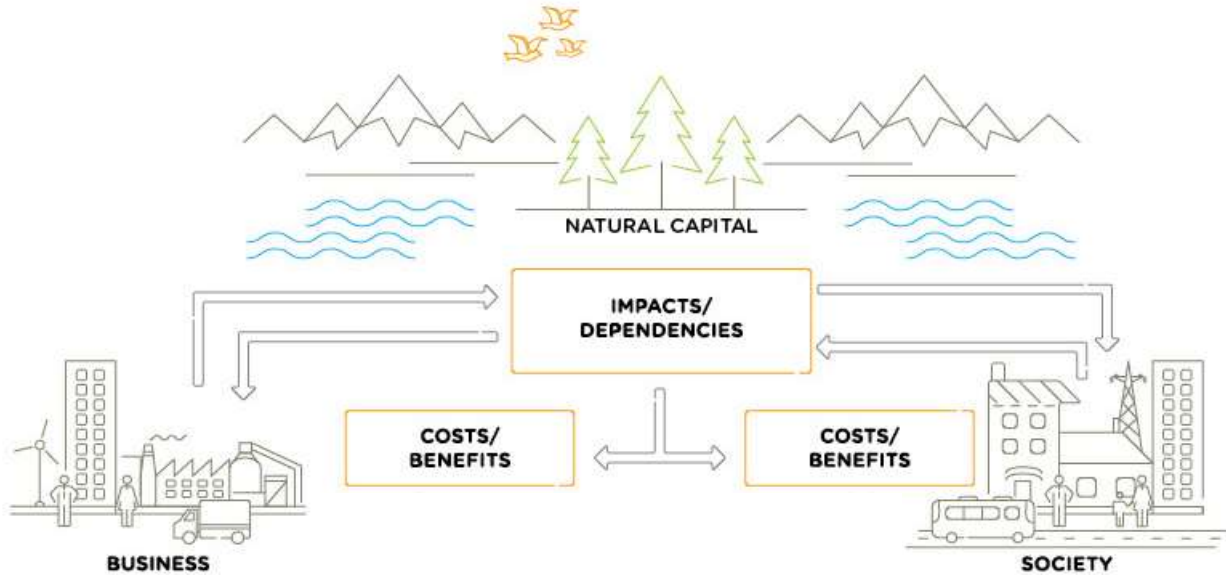 NATURAL CAPITAL
IMPACTS/
DEPENDENCIES
COSTS/
BENEFITS
COSTS/
BENEFITS
BUSINESS
SOCIETY